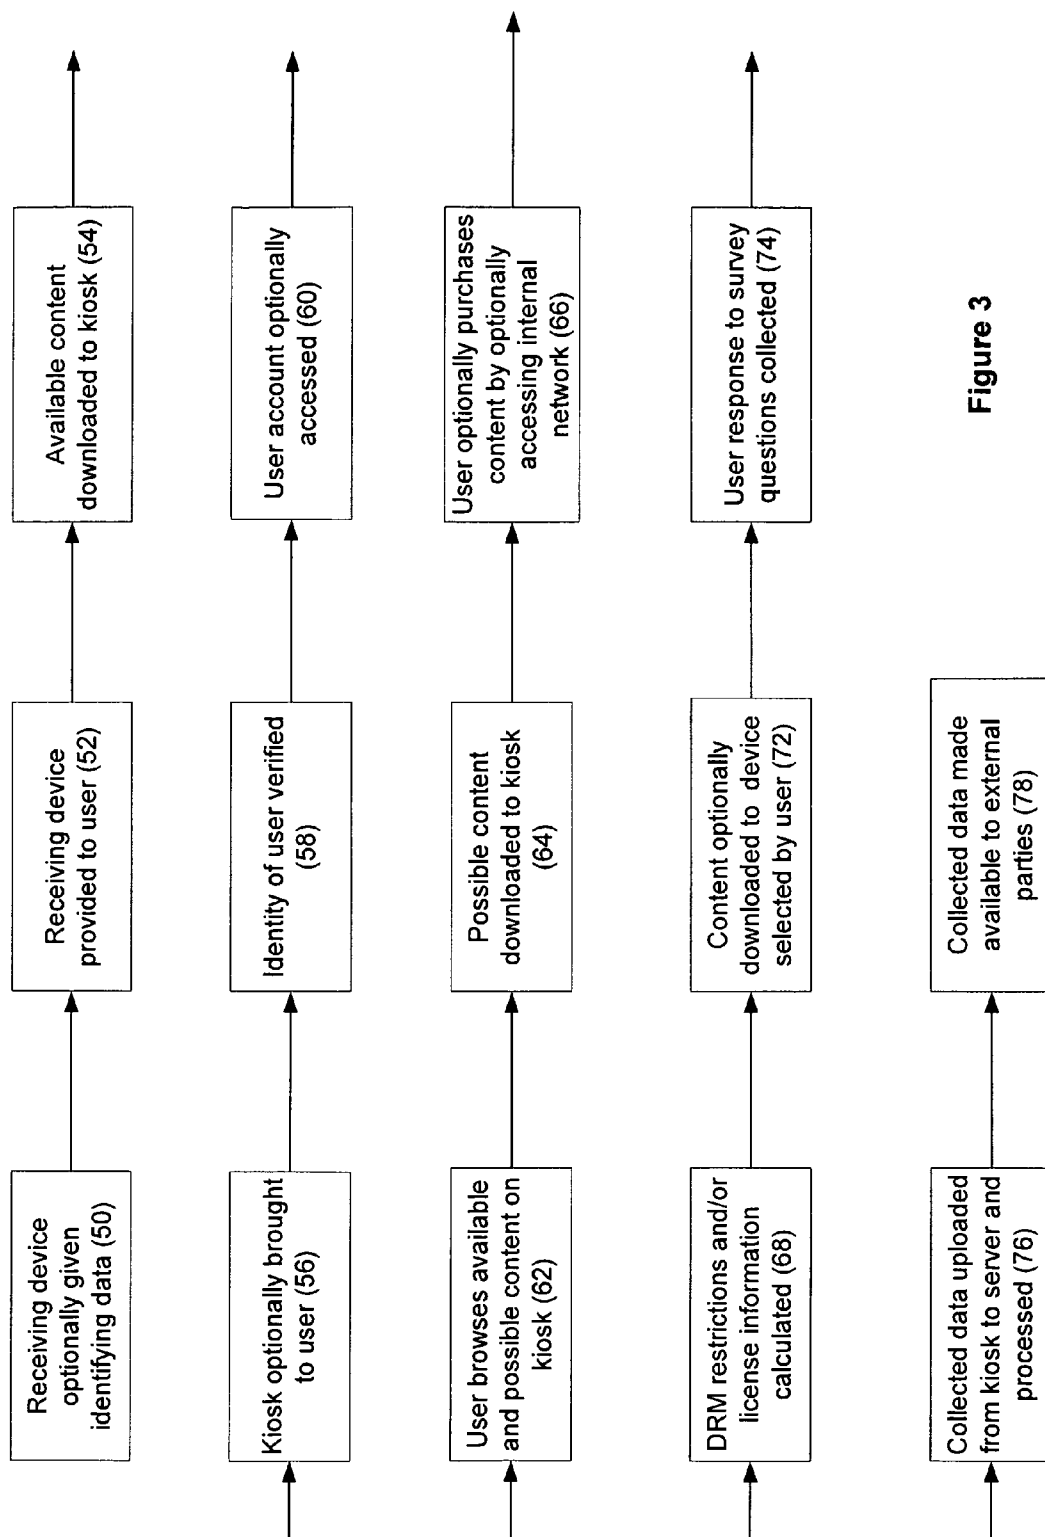 Receiving device
optionally given
identifying data (50)
Receiving device
provided to user (52)
Available content
downloaded to kiosk (54)
Kiosk optionally brought
to user (56)
Identity of user verified
(58)
User account optionally
accessed (60)
User browses available
and possible content on
kiosk (62)
Possible content
downloaded to kiosk
(64)
User optionally purchases
content by optionally
accessing internal
network (66)
DRM restrictions and/or
license information
calculated (68)
Content optionally
downloaded to device
selected by user (72)
User response to survey
questions collected (74)
Collected data uploaded
from kiosk to server and
processed (76)
Collected data made
available to external
parties (78)
Figure 3